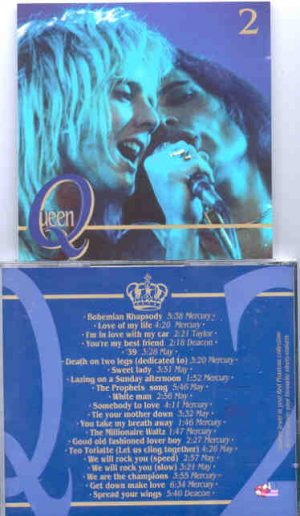 2
Queen
Bohemian Rhapsody 5:58 Mercury
Love of my life 4:20 Mercury
I'm in love with my car 2:21 Taylor
You're my best friend 2:18 Deacon
'39 3:28 May
Death on two legs (dedicated to) 3:20 Mercury
Sweet lady 3:51 May
Lazing on a Sunday afternoon 1:52 Mercury
The Prophets song 5:46 May
White man 2:56 May
Somebody to love 4:11 Mercury
Tie your mother down 3:32 May
You take my breath away 1:46 Mercury
The Millionaire Waltz 1:47 Mercury
Good old fashioned lover boy 2:27 Mercury
Teo Toriatte (Let us cling together) 4:26 May
We will rock you (speed) 2:57 May
We will rock you (slow) 3:21 May
We are the champions 3:55 Mercury
Get down make love 6:34 Mercury
Spread your wings 5:40 Deacon
Q 2